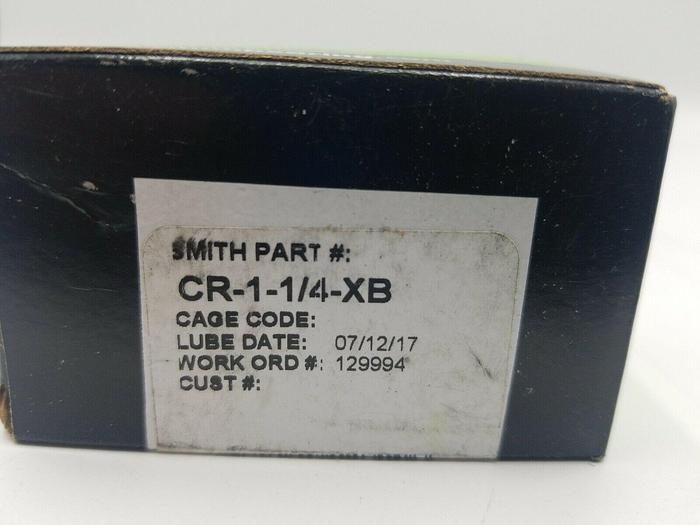 SMITH PART #:
CR-1-1/4-XB
CAGE CODE:
LUBE DATE: 07/12/17
WORK ORD #: 129994
CUST #: